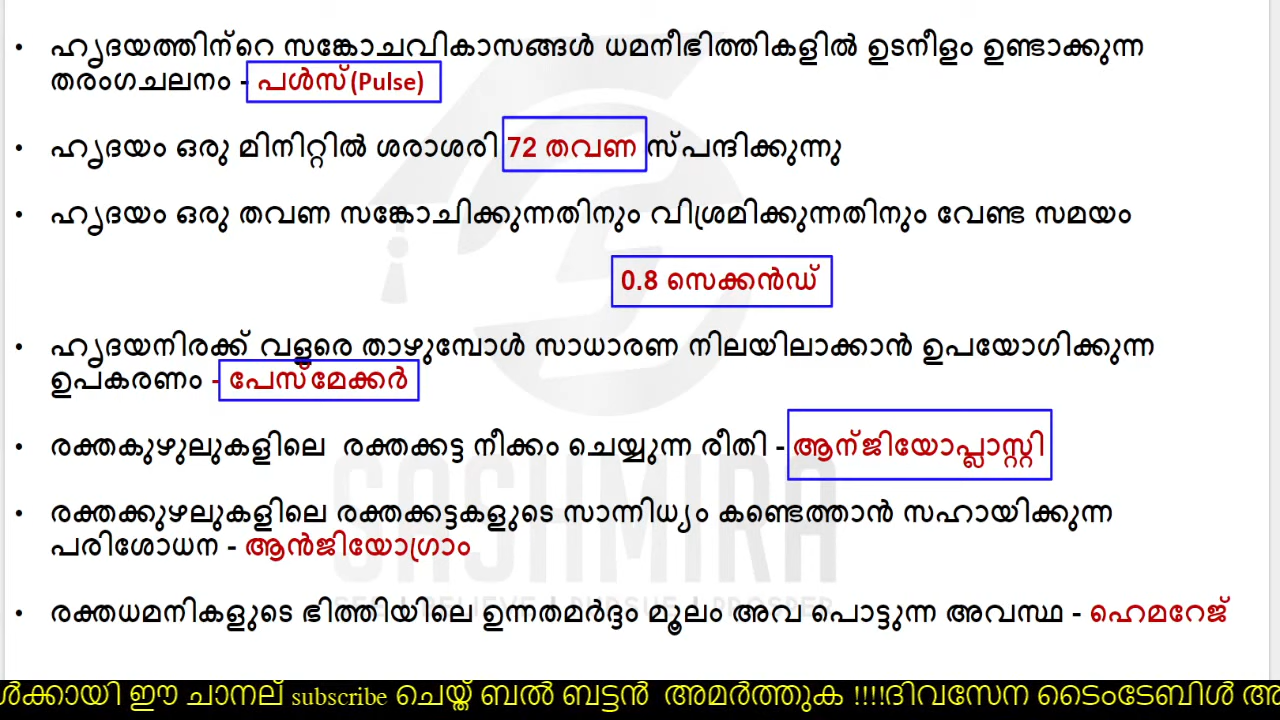 • ഹൃദയത്തിന്റെ സങ്കോചവികാസങ്ങൾ ധമനീഭിത്തികളിൽ ഉടനീളം ഉണ്ടാക്കുന്ന
തരംഗചലനം - പൾസ്(Pulse)
• ഹൃദയം ഒരു മിനിറ്റിൽ ശരാശരി 72 തവണ സ്പന്ദിക്കുന്നു
• ഹൃദയം ഒരു തവണ സങ്കോചിക്കുന്നതിനും വിശ്രമിക്കുന്നതിനും വേണ്ട സമയം
0.8 സെക്കൻഡ്
• ഹൃദയനിരക്ക് വളരെ താഴുമ്പോൾ സാധാരണ നിലയിലാക്കാൻ ഉപയോഗിക്കുന്ന
ഉപകരണം - പേസ്മേക്കർ
• രക്തകുഴുലുകളിലെ രക്തക്കട്ട നീക്കം ചെയ്യുന്ന രീതി - ആന്ജിയോപ്ലാസ്റ്റി
• രക്തക്കുഴലുകളിലെ രക്തക്കട്ടകളുടെ സാന്നിധ്യം കണ്ടെത്താൻ സഹായിക്കുന്ന
പരിശോധന - ആൻജിയോഗ്രാം
• രക്തധമനികളുടെ ഭിത്തിയിലെ ഉന്നതമർദ്ദം മൂലം അവ പൊട്ടുന്ന അവസ്ഥ - ഹെമറേജ്
SASHMIRA
ൾക്കായി ഈ ചാനല് subscribe ചെയ്ത് ബൽ ബട്ടൻ അമർത്തുക !!!!ദിവസേന ടൈംടേബിൾ അ